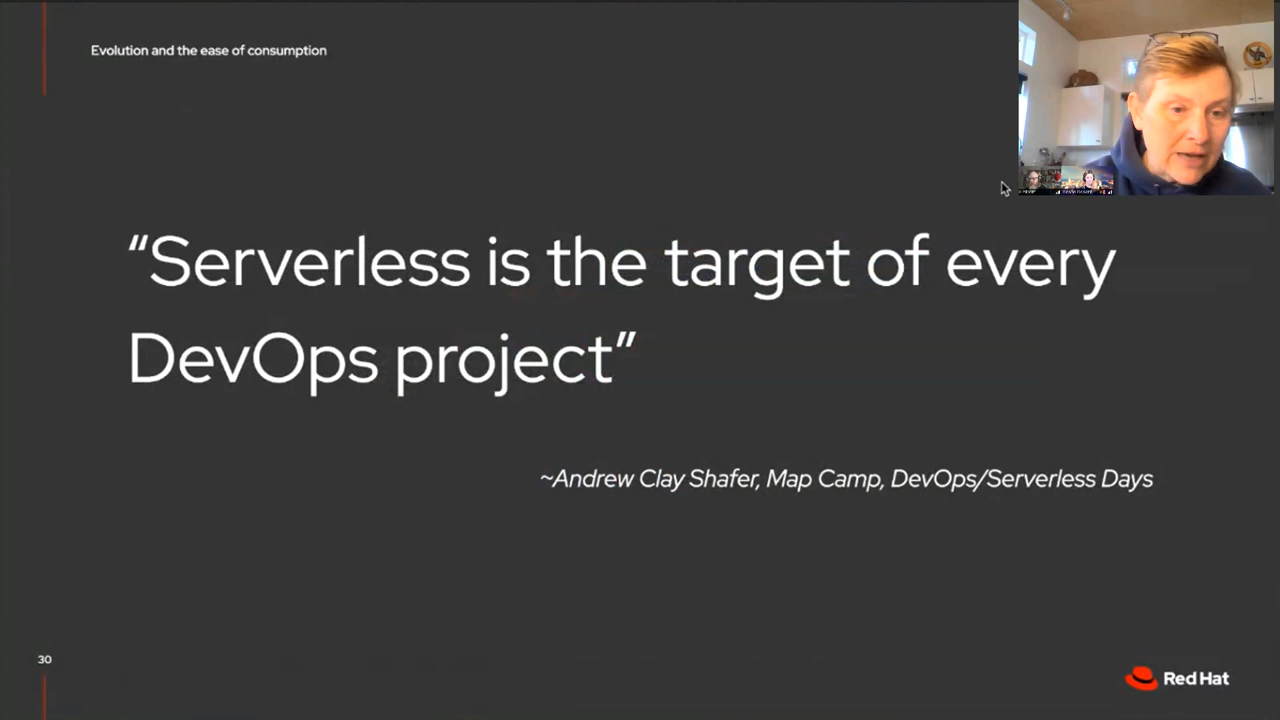 Evolution and the ease of consumption
“Serverless is the target of every
DevOps project”
~Andrew Clay Shafer, Map Camp, DevOps/Serverless Days
30
Red Hat